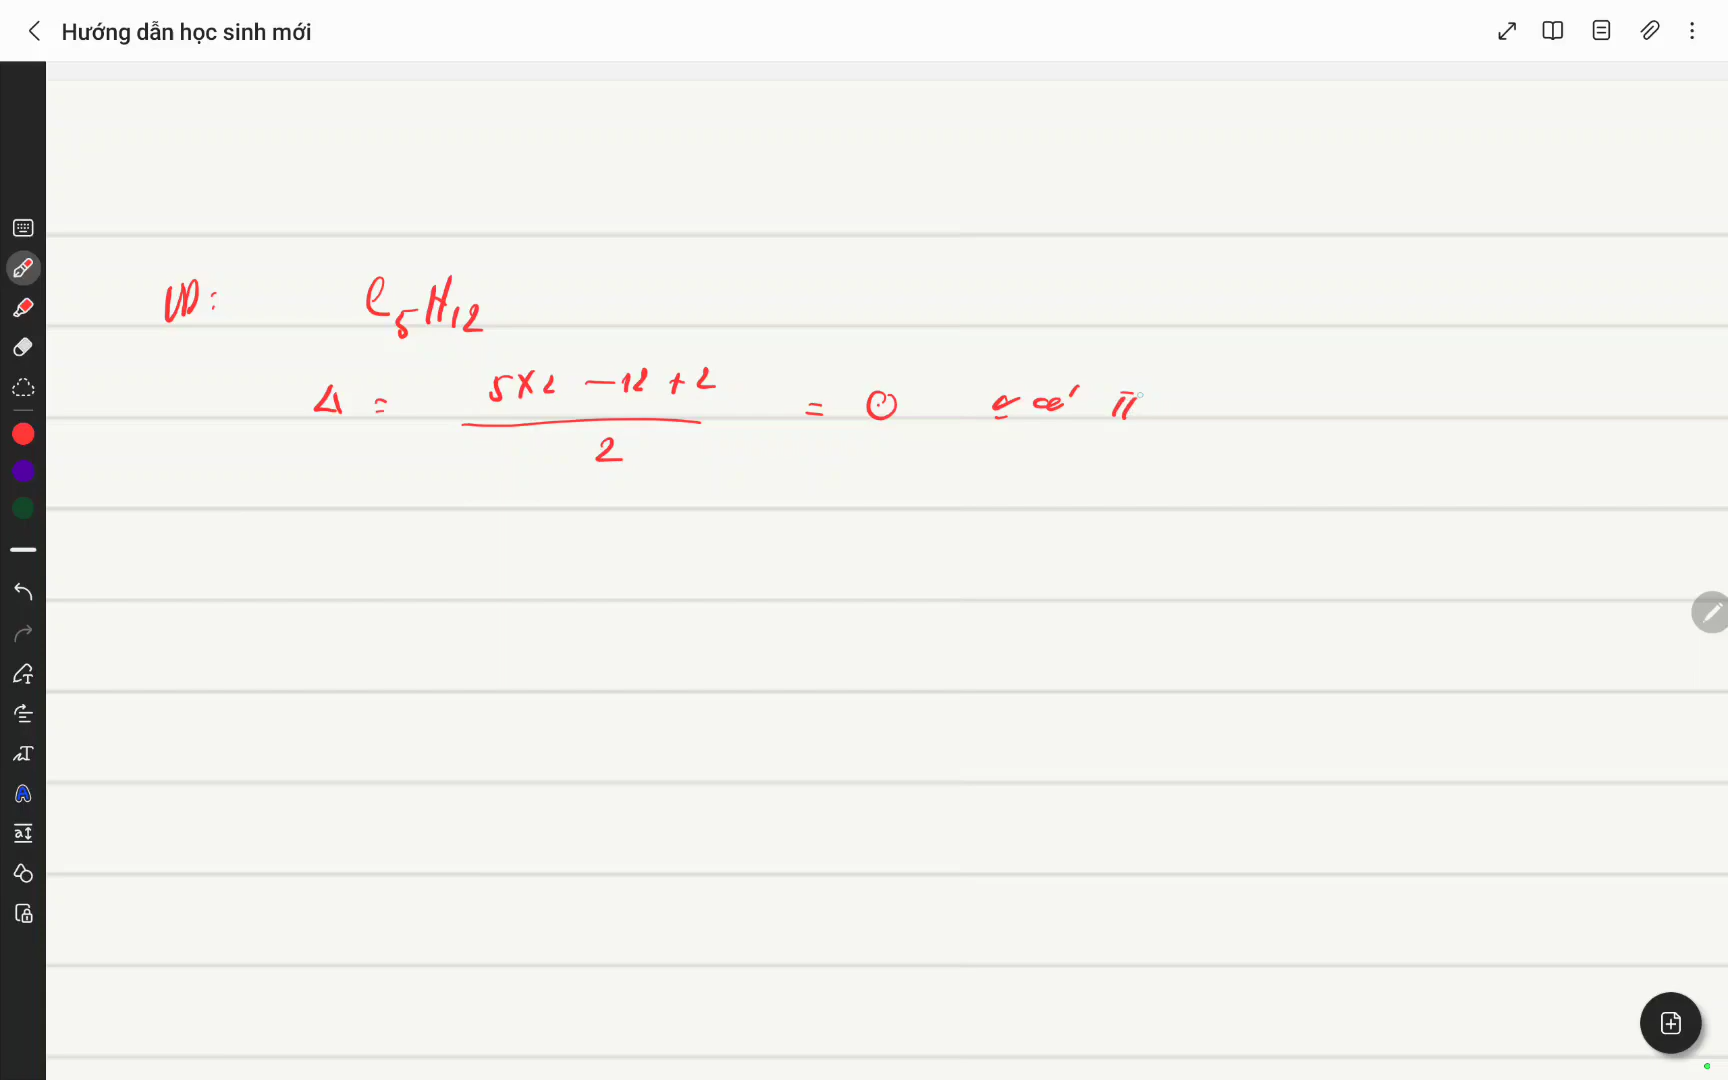 Hướng dẫn học sinh mới
VD: C₅H₁₂
Δ = (5x2 - 12 + 2) / 2 = 0 π